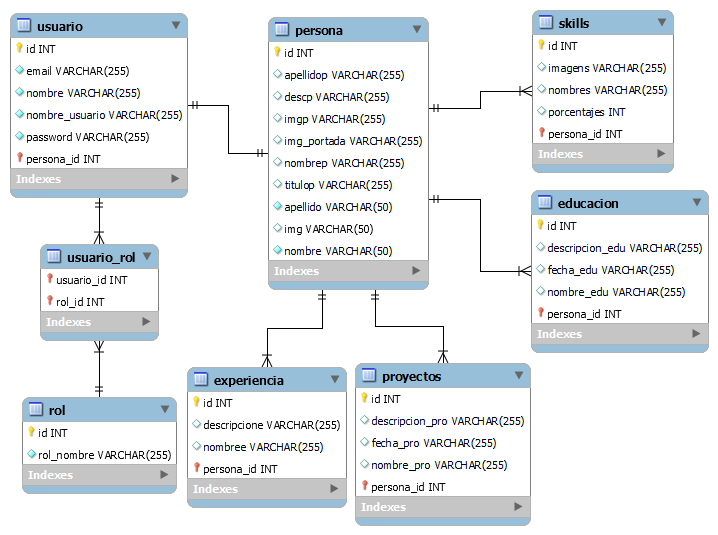 usuario
id INT
email VARCHAR(255)
nombre VARCHAR(255)
nombre_usuario VARCHAR(255)
password VARCHAR(255)
persona_id INT
Indexes
persona
id INT
apellidop VARCHAR(255)
descp VARCHAR(255)
imgp VARCHAR(255)
img_portada VARCHAR(255)
nombrep VARCHAR(255)
titulop VARCHAR(255)
apellido VARCHAR(50)
img VARCHAR(50)
nombre VARCHAR(50)
Indexes
skills
id INT
imagens VARCHAR(255)
nombres VARCHAR(255)
porcentajes INT
persona_id INT
Indexes
educacion
id INT
descripcion_edu VARCHAR(255)
fecha_edu VARCHAR(255)
nombre_edu VARCHAR(255)
persona_id INT
Indexes
usuario_rol
usuario_id INT
rol_id INT
Indexes
rol
id INT
rol_nombre VARCHAR(255)
Indexes
experiencia
id INT
descripcione VARCHAR(255)
nombree VARCHAR(255)
persona_id INT
Indexes
proyectos
id INT
descripcion_pro VARCHAR(255)
fecha_pro VARCHAR(255)
nombre_pro VARCHAR(255)
persona_id INT
Indexes